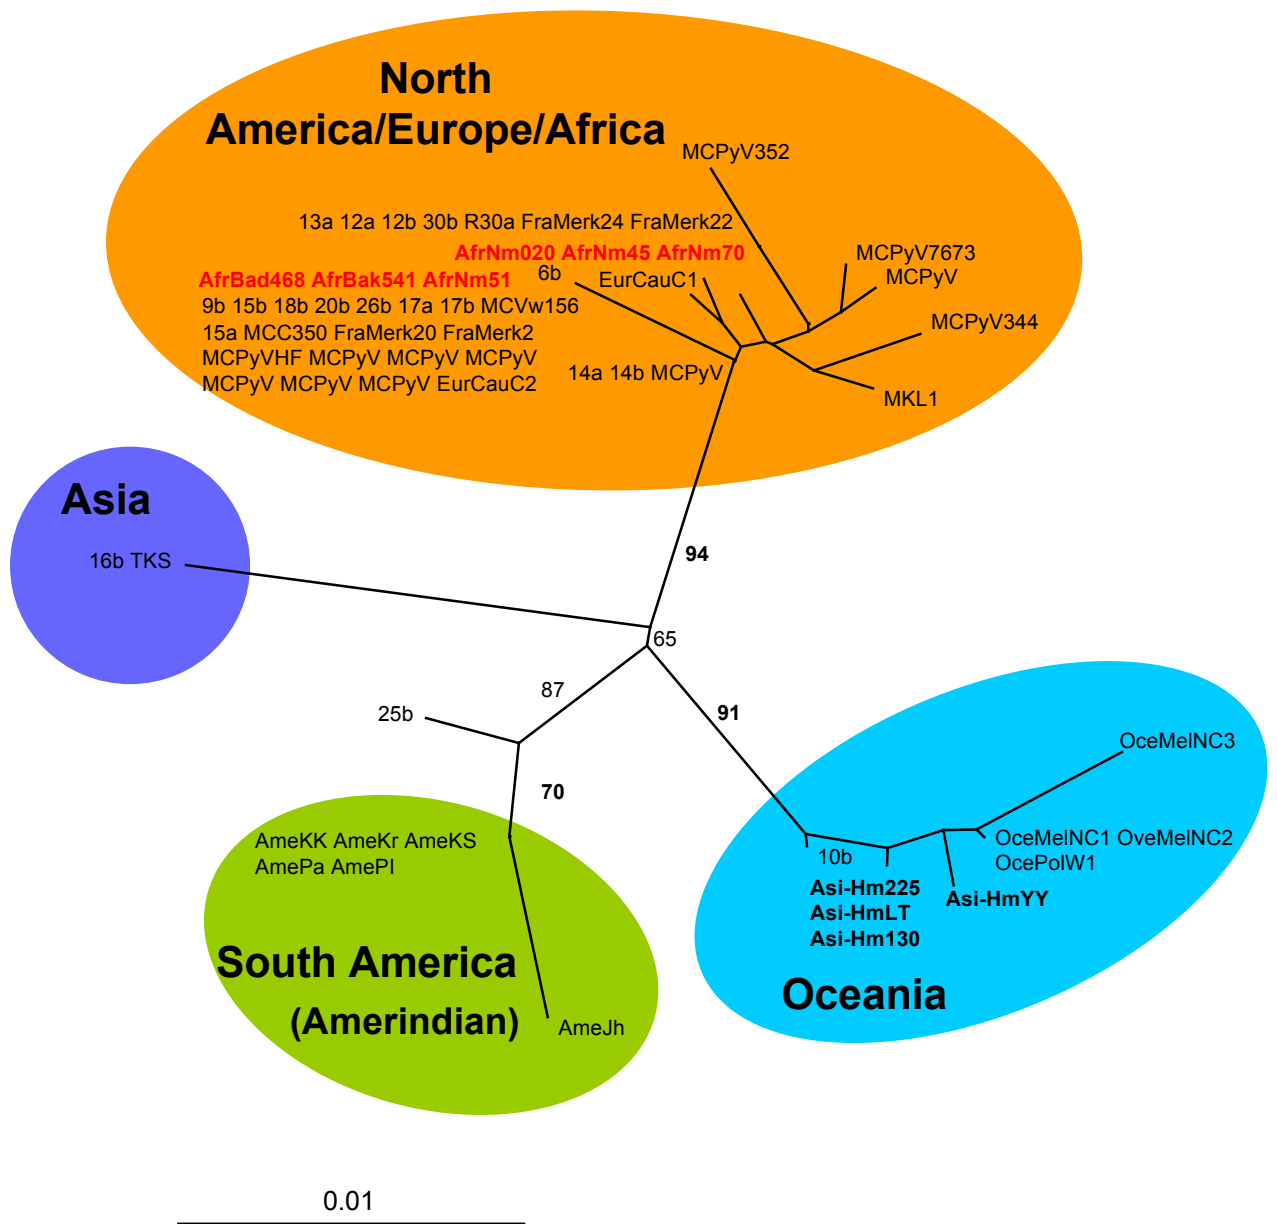 North
America/Europe/Africa
MCPyV352
13a 12a 12b 30b R30a FraMerk24 FraMerk22
AfrNm020 AfrNm45 AfrNm70
MCPyV7673
AfrBad468 AfrBak541 AfrNm51
6b
EurCauC1
MCPyV
9b 15b 18b 20b 26b 17a 17b MCVw156
MCPyV344
15a MCC350 FraMerk20 FraMerk2
MCPyVHF MCPyV MCPyV MCPyV
14a 14b MCPyV
MCPyV MCPyV MCPyV EurCauC2
MKL1
Asia
16b TKS
94
65
87
25b
91
OceMelNC3
70
AmeKK AmeKr AmeKS
AmePa AmePI
OceMelNC1 OveMelNC2
OcePolW1
10b
Asi-Hm225
Asi-HmLT
Asi-Hm130
Asi-HmYY
South America
(Amerindian)
Oceania
AmeJh
0.01